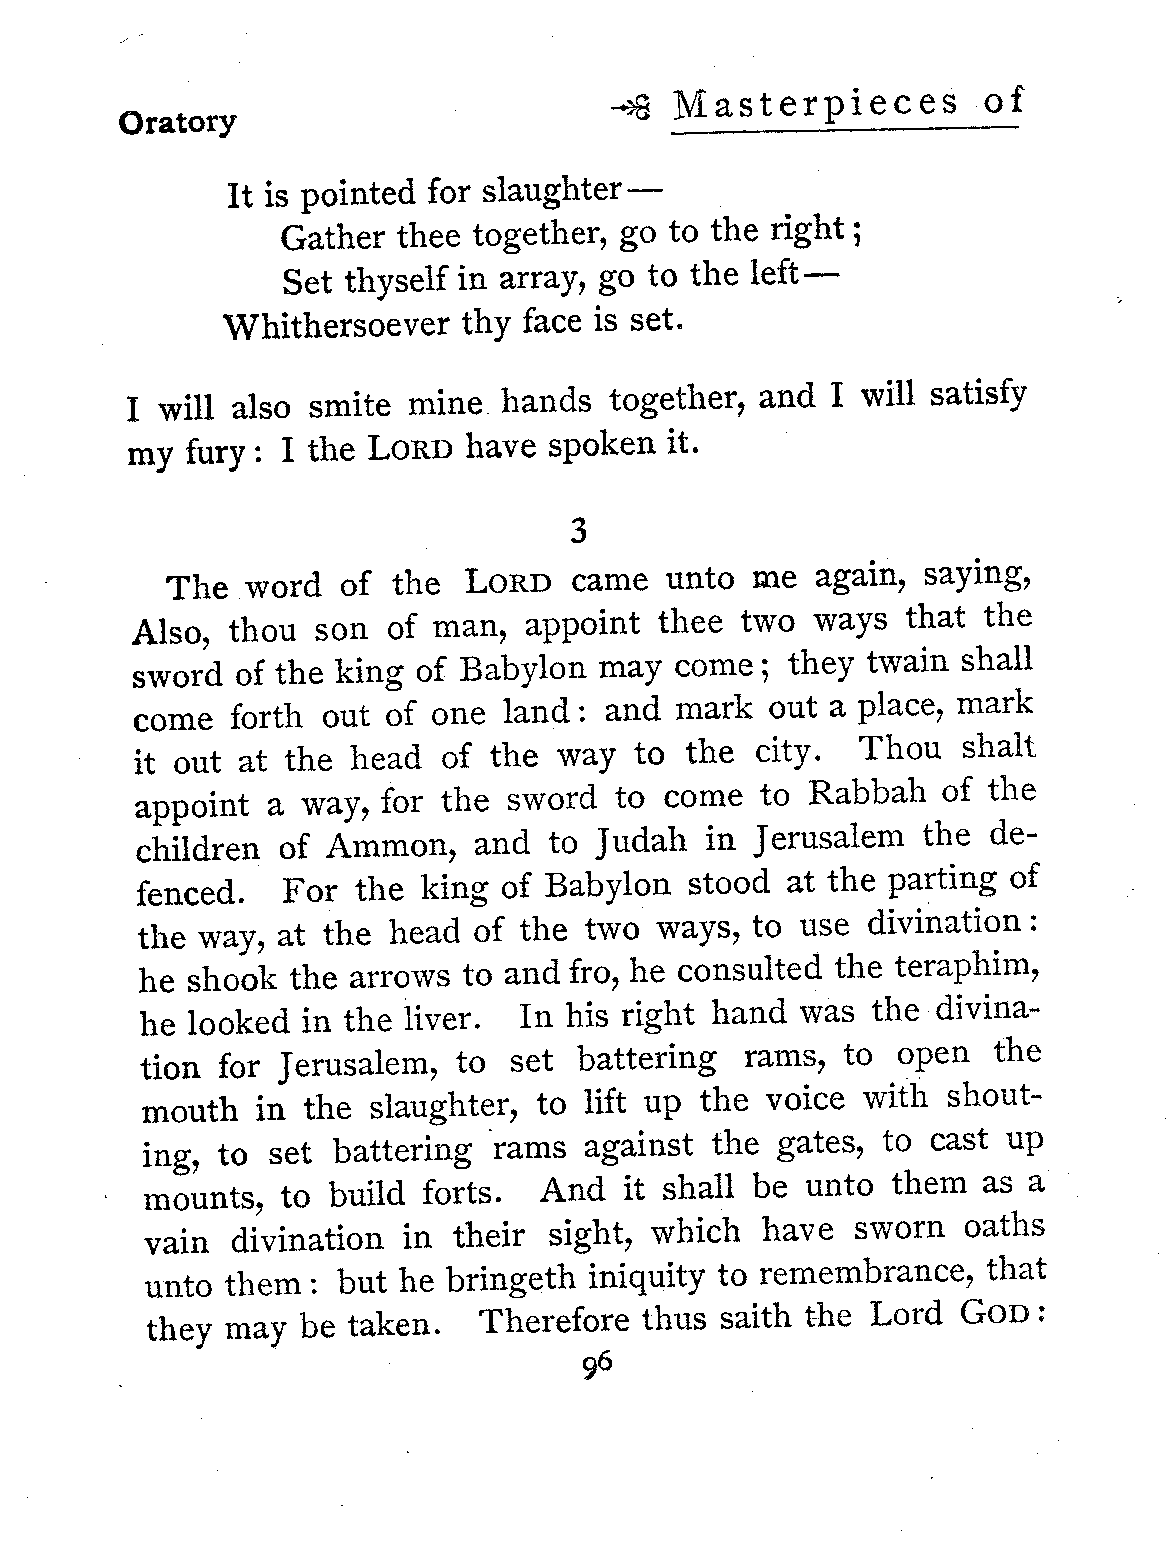 Oratory
Masterpieces of
It is pointed for slaughter—
Gather thee together, go to the right;
Set thyself in array, go to the left—
Whithersoever thy face is set.
I will also smite mine hands together, and I will satisfy
my fury: I the LORD have spoken it.
3
The word of the LORD came unto me again, saying,
Also, thou son of man, appoint thee two ways that the
sword of the king of Babylon may come; they twain shall
come forth out of one land: and mark out a place, mark
it out at the head of the way to the city. Thou shalt
appoint a way, for the sword to come to Rabbah of the
children of Ammon, and to Judah in Jerusalem the de-
fenced. For the king of Babylon stood at the parting of
the way, at the head of the two ways, to use divination:
he shook the arrows to and fro, he consulted the teraphim,
he looked in the liver. In his right hand was the divina-
tion for Jerusalem, to set battering rams, to open the
mouth in the slaughter, to lift up the voice with shout-
ing, to set battering rams against the gates, to cast up
mounts, to build forts. And it shall be unto them as a
vain divination in their sight, which have sworn oaths
unto them: but he bringeth iniquity to remembrance, that
they may be taken. Therefore thus saith the Lord GOD:
96